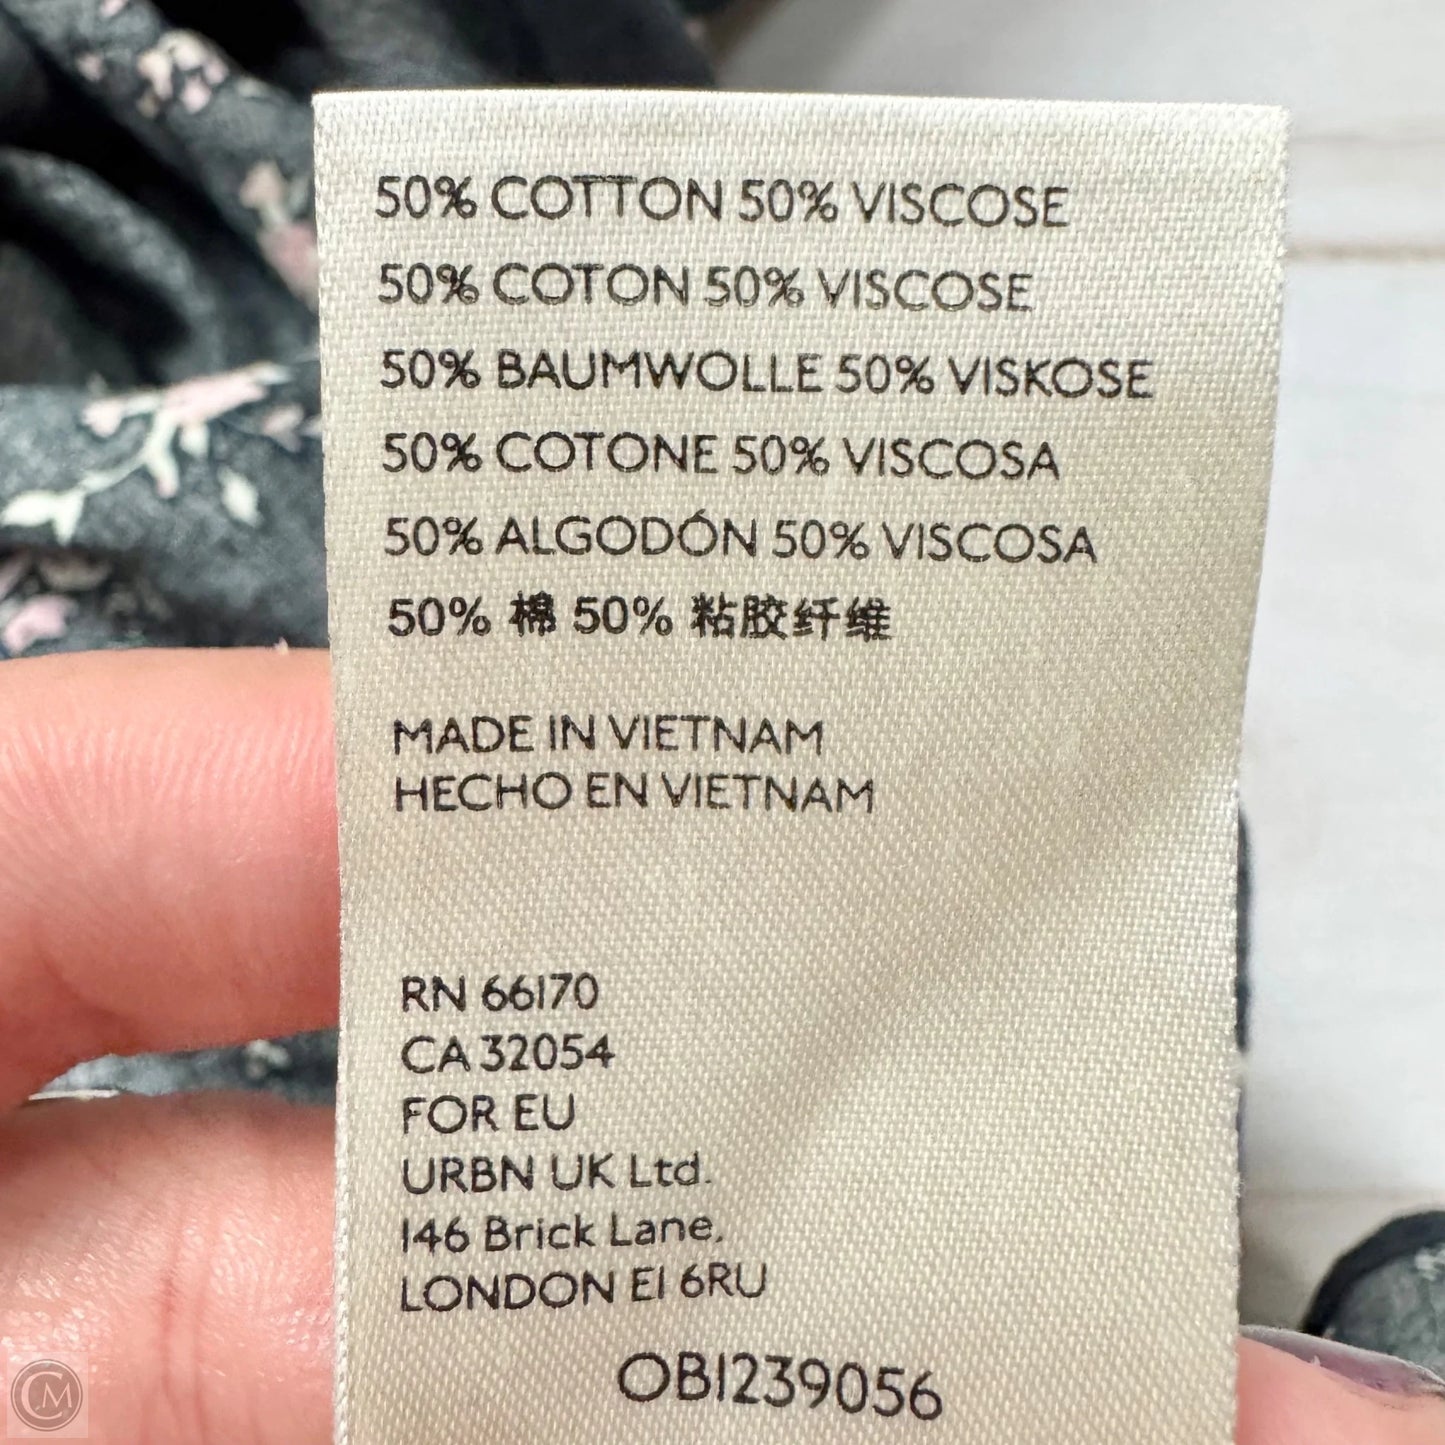 50% COTTON 50% VISCOSE
50% COTON 50% VISCOSE
50% BAUMWOLLE 50% VISKOSE
50% COTONE 50% VISCOSA
50% ALGODÓN 50% VISCOSA
50% 棉 50% 粘胶纤维
MADE IN VIETNAM
HECHO EN VIETNAM
RN 66170
CA 32054
FOR EU
URBN UK Ltd.
146 Brick Lane,
LONDON E1 6RU
OB1239056
CM